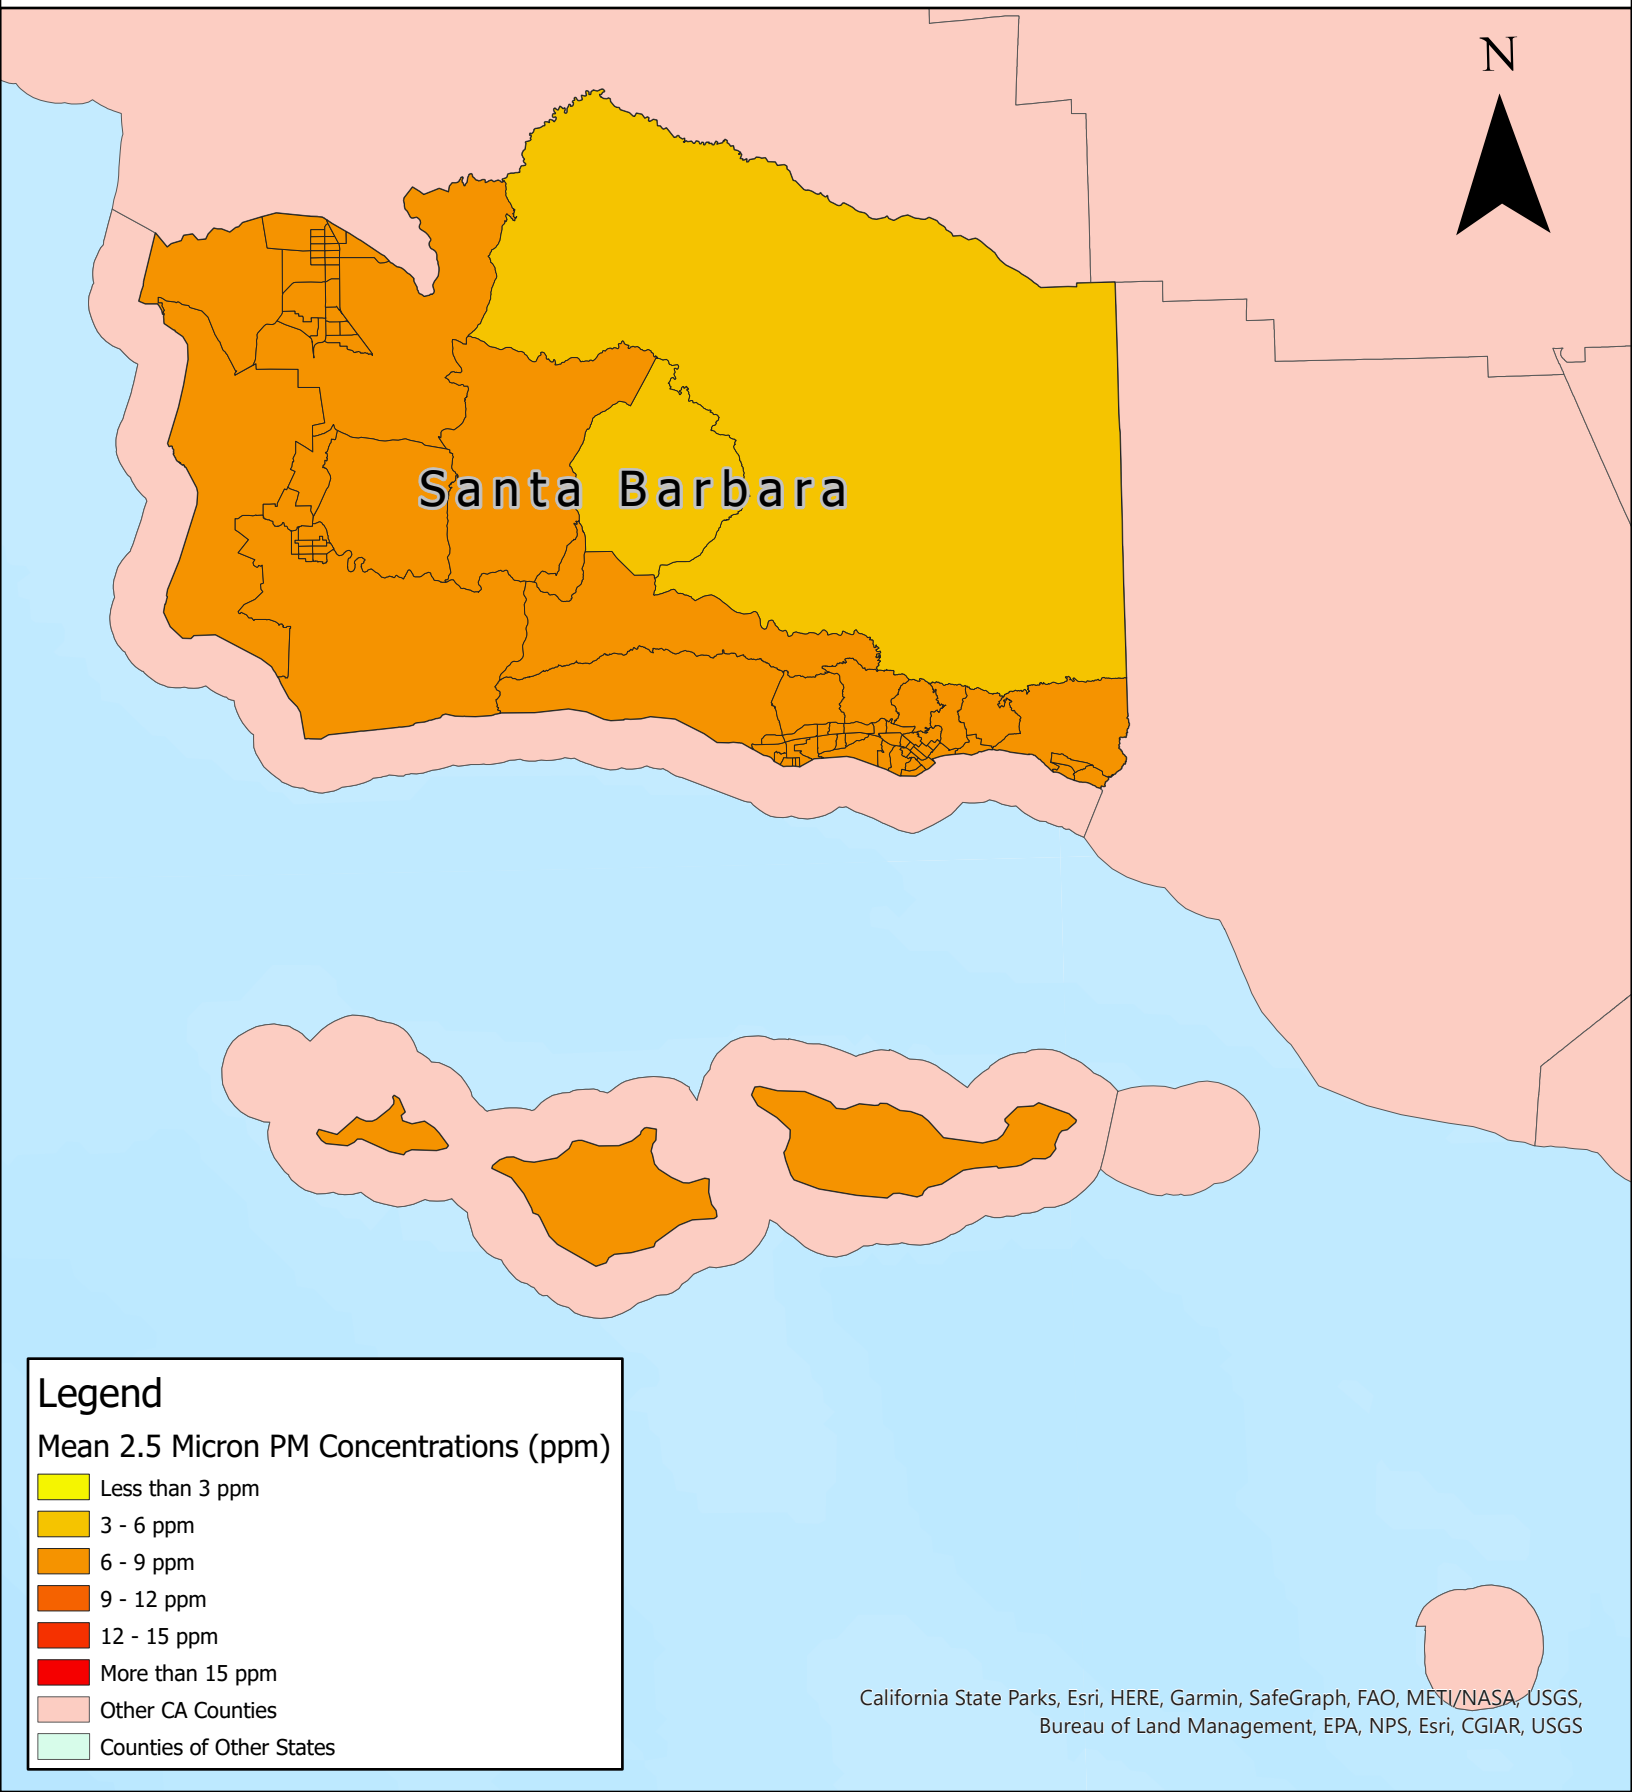 N
Santa Barbara
Legend
Mean 2.5 Micron PM Concentrations (ppm)
Less than 3 ppm
3 - 6 ppm
6 - 9 ppm
9 - 12 ppm
12 - 15 ppm
More than 15 ppm
Other CA Counties
Counties of Other States
California State Parks, Esri, HERE, Garmin, SafeGraph, FAO, METI/NASA, USGS,
Bureau of Land Management, EPA, NPS, Esri, CGIAR, USGS